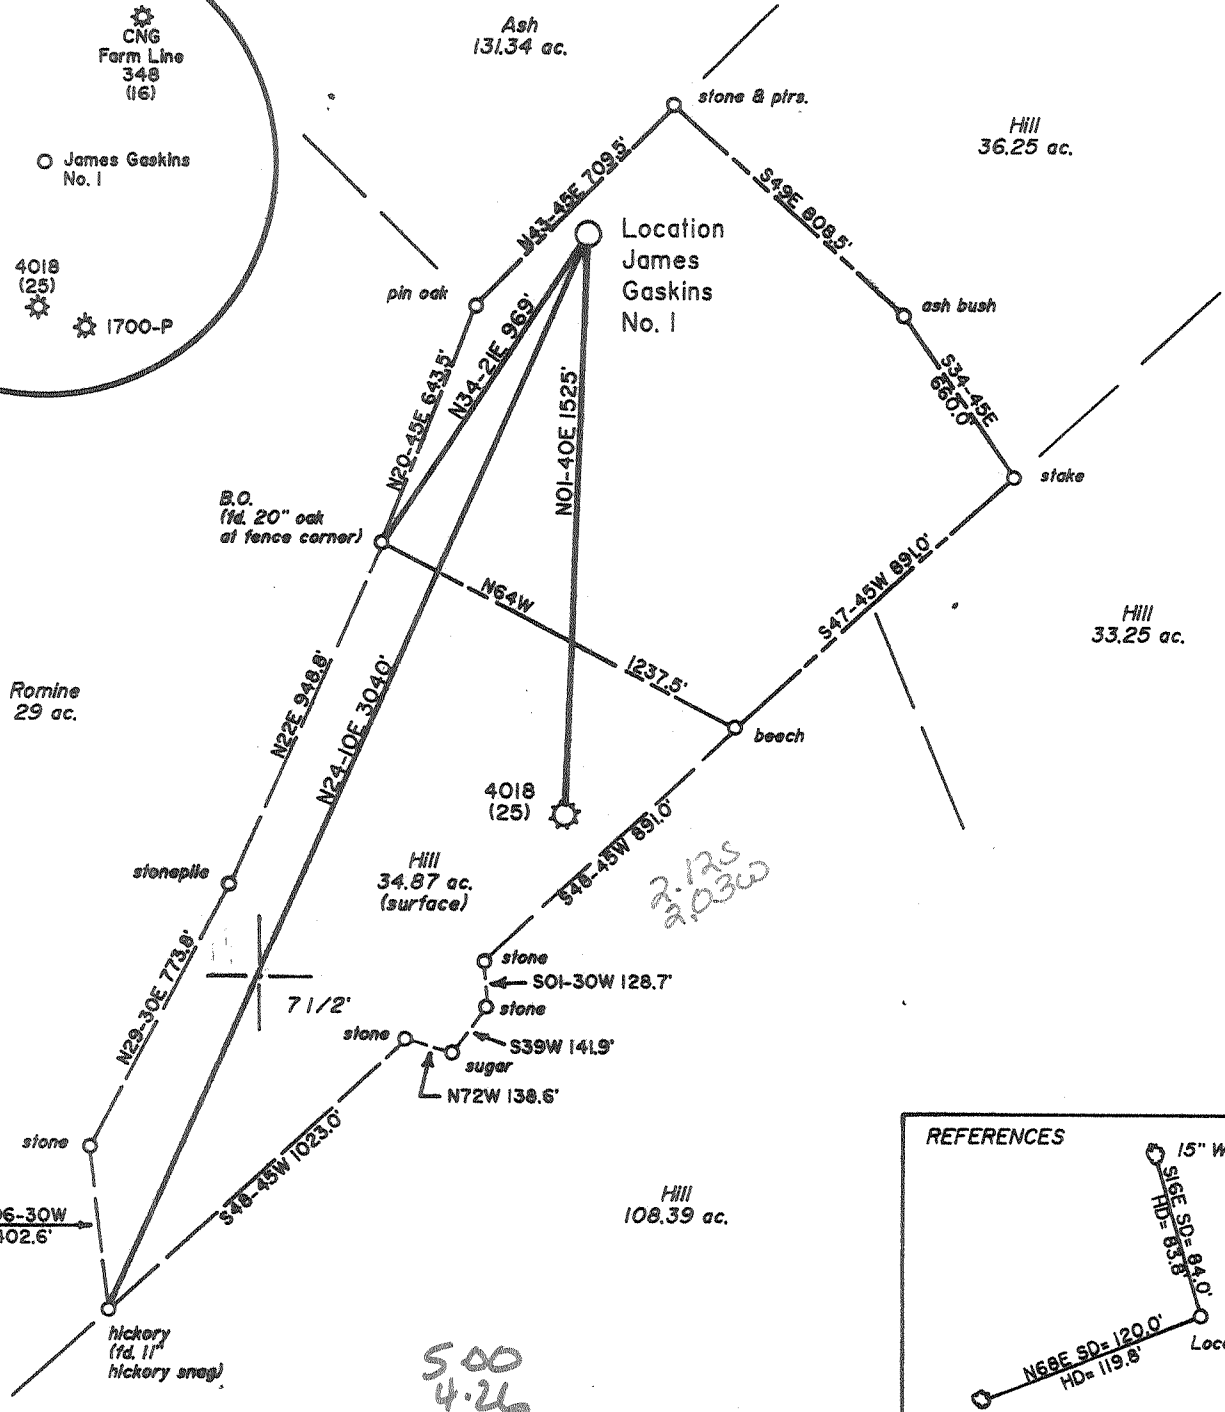 CNG
Farm Line
348
(16)
James Gaskins
No. 1
4018
(25)
1700-P
Ash
131.34 ac.
stone & ptrs.
Hill
36.25 ac.
N43-45E 709.5'
S49E 808.5'
Location
James
Gaskins
No. 1
pin oak
ash bush
N20-45E 643.5'
N34-21E 969'
N01-40E 1525'
S34-45E
660.0'
stake
B.O.
(fd. 20" oak
at fence corner)
N64W
1237.5'
S47-45W 891.0'
Hill
33.25 ac.
Romine
29 ac.
N22E 948.8'
N24-10E 3040'
beech
4018
(25)
stonepile
Hill
34.87 ac.
(surface)
S48-45W 891.0'
2.12S
2.03W
stone
S01-30W 128.7'
N29-30E 773.8'
7 1/2'
stone
stone
S39W 141.9'
sugar
N72W 138.6'
stone
S48-45W 1023.0'
06-30W
402.6'
Hill
108.39 ac.
hickory
(fd. 11"
hickory snag)
5.00
4.26
REFERENCES
15" W
S16E SD= 84.0'
HD= 83.8'
N68E SD= 120.0'
HD= 119.8'
Loca